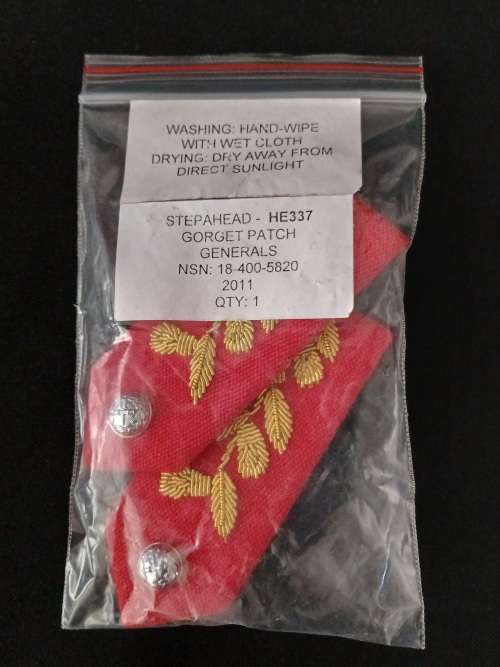 WASHING: HAND-WIPE
WITH WET CLOTH
DRYING: DRY AWAY FROM
DIRECT SUNLIGHT
STEPAHEAD - HE337
GORGET PATCH
GENERALS
NSN: 18-400-5820
2011
QTY: 1